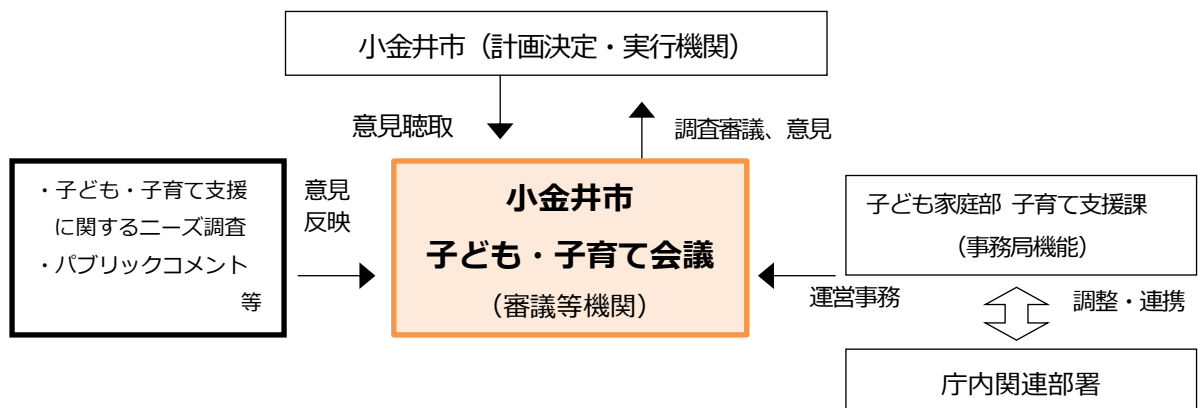 小金井市（計画決定・実行機関）
意見聴取
調査審議、意見
・子ども・子育て支援
に関するニーズ調査
・パブリックコメント
等
意見
反映
小金井市
子ども・子育て会議
（審議等機関）
子ども家庭部 子育て支援課
（事務局機能）
運営事務
調整・連携
庁内関連部署